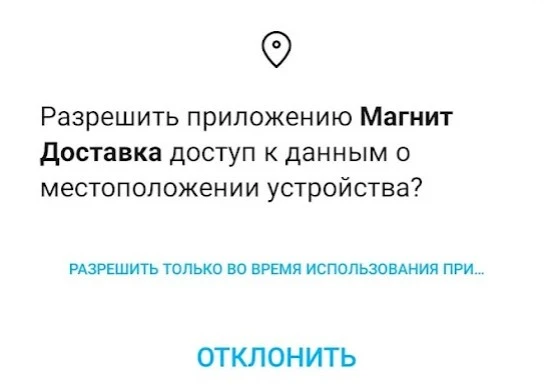 Разрешить приложению Магнит
Доставка доступ к данным о
местоположении устройства?
РАЗРЕШИТЬ ТОЛЬКО ВО ВРЕМЯ ИСПОЛЬЗОВАНИЯ ПРИ...
ОТКЛОНИТЬ